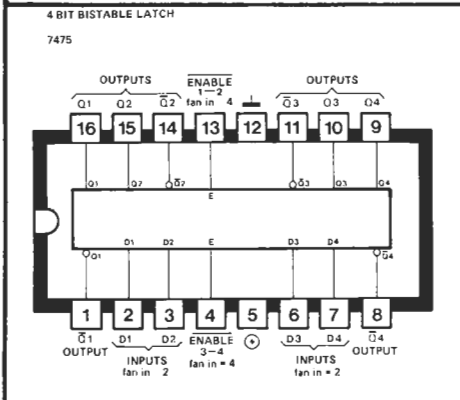 4 BIT BISTABLE LATCH
7475
OUTPUTS
ENABLE
1—2
fan in 4
OUTPUTS
Q1 Q2 Q̅2
Q̅3 Q3 Q4
16 15 14 13 12 11 10 9
Q1 Q2 Q̅2 E Q̅3 Q3 Q4
Q̅1 D1 D2 E D3 D4 Q̅4
1 2 3 4 5 6 7 8
Q̅1
OUTPUT
D1 D2
INPUTS
fan in 2
ENABLE
3—4
fan in = 4
D3 D4
INPUTS
fan in = 2
Q̅4
OUTPUT